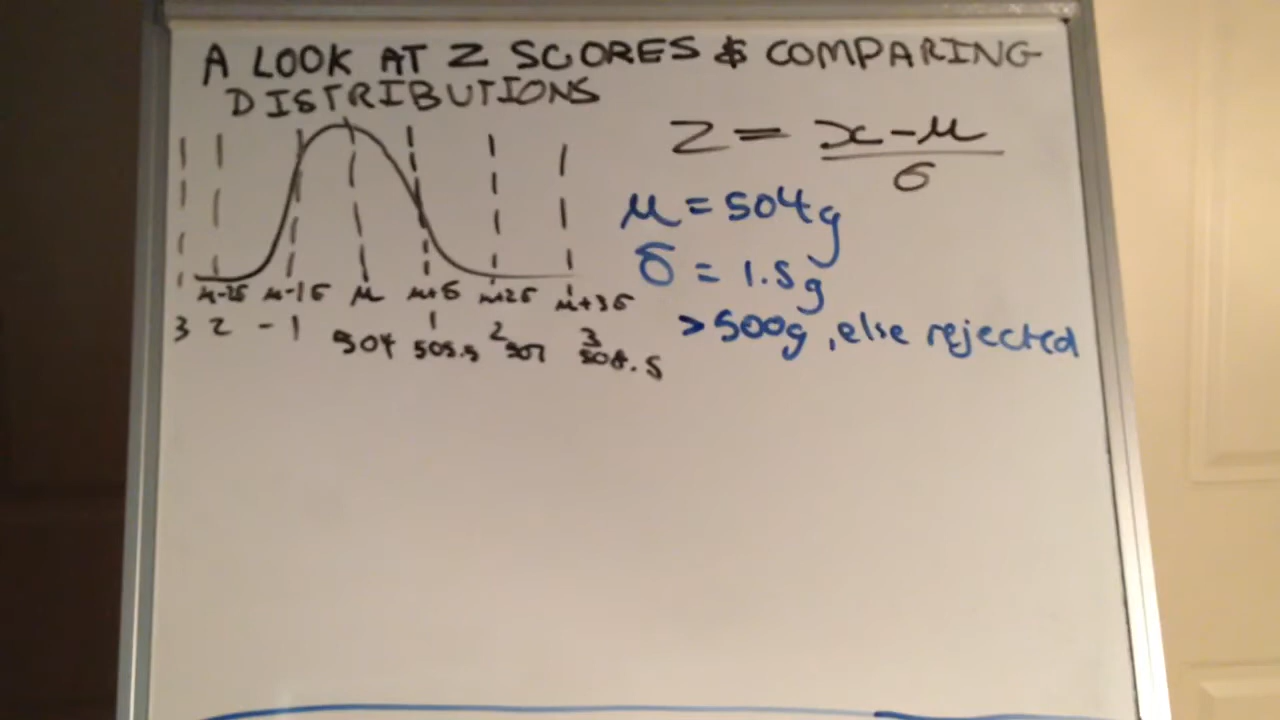 A LOOK AT Z SCORES & COMPARING
DISTRIBUTIONS
Z = x-μ
σ
μ = 504g
σ = 1.5g
>500g, else rejected
μ-2σ μ-1σ μ μ+σ μ+2σ μ+3σ
3 2 -1 1 2 3
504 505.5 507 508.5